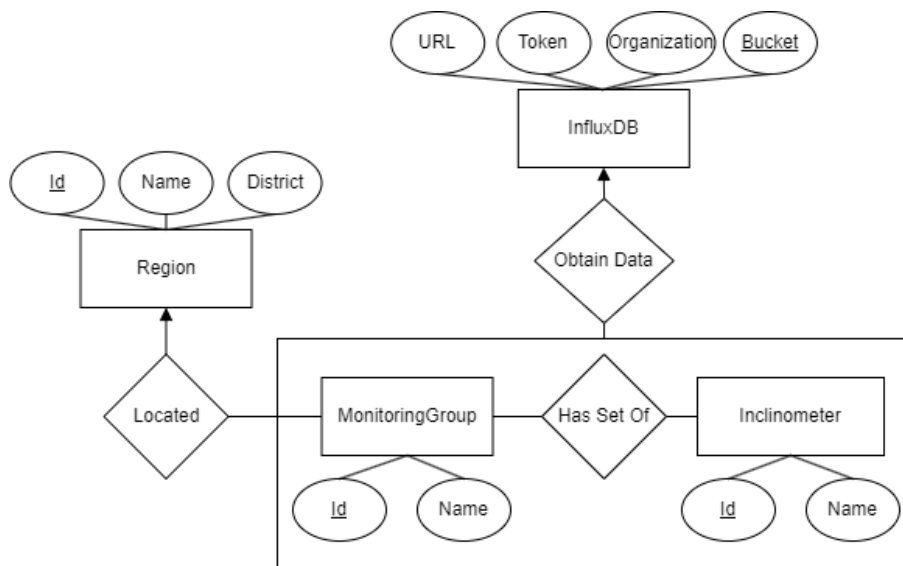 URL
Token
Organization
Bucket
InfluxDB
Id
Name
District
Region
Obtain Data
Located
MonitoringGroup
Has Set Of
Inclinometer
Id
Name
Id
Name